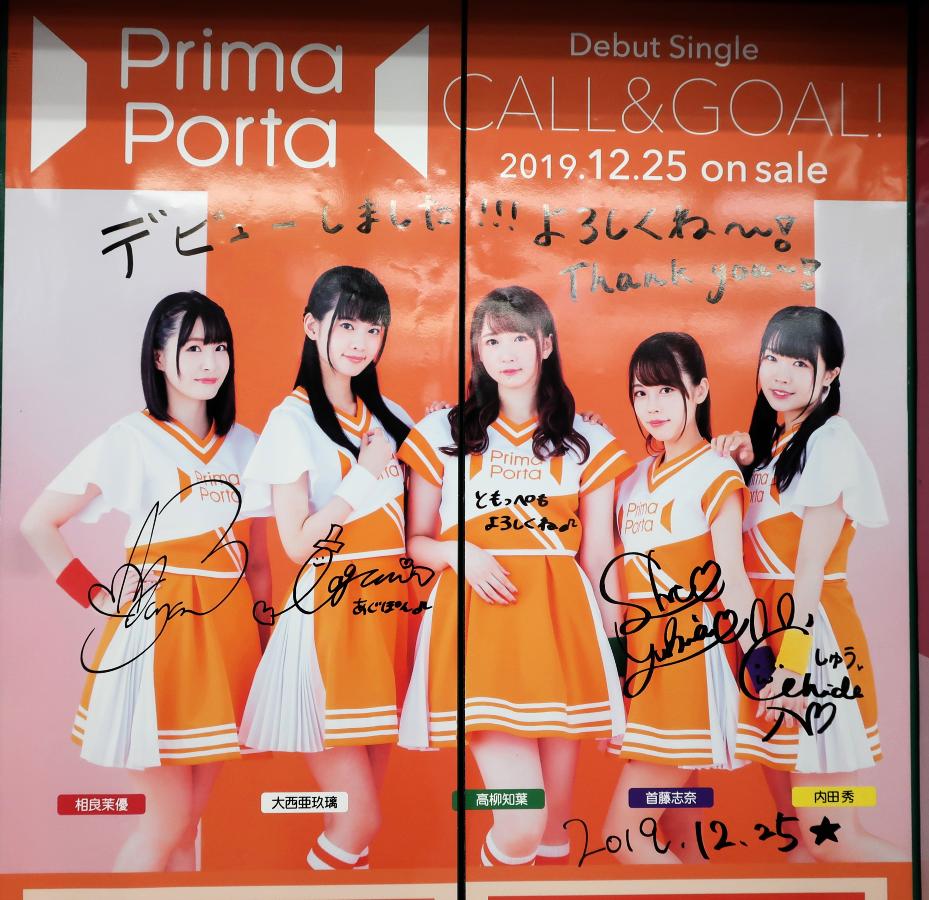 Prima
Porta
Debut Single
CALL&GOAL!
2019.12.25 on sale
デビューしました!!! よろしくね〜!
Thank you〜!
Prima
Porta
Porta
Prima
Porta
Prima
Porta
ともっぺも
よろしくね♪
あぐぽん♪
しゅう。
相良茉優
大西亜玖璃
高柳知葉
首藤志奈
内田秀
2019.12.25★